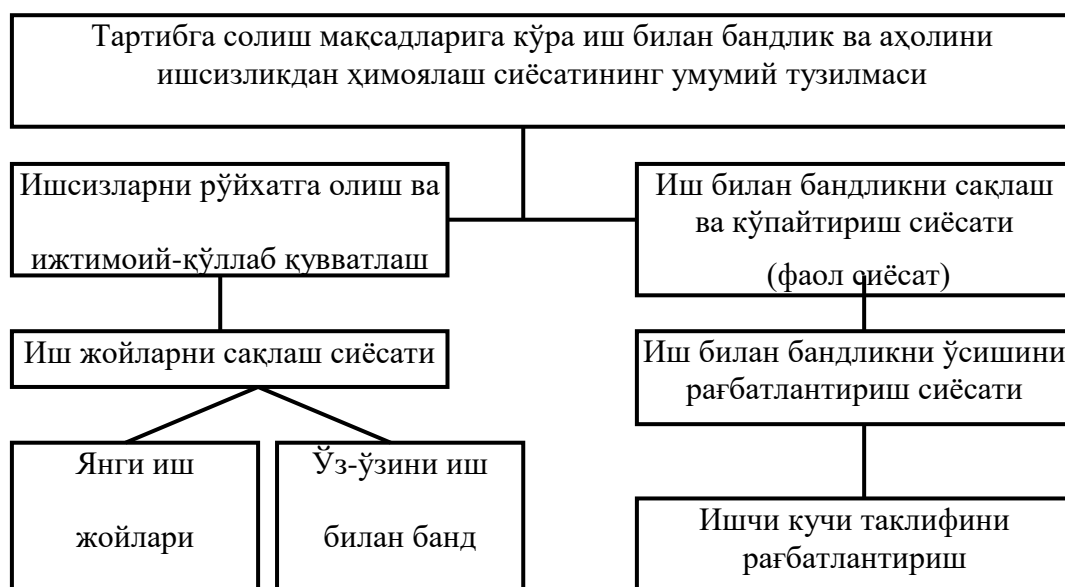 Тартибга солиш мақсадларига кўра иш билан бандлик ва аҳолини
ишсизликдан ҳимоялаш сиёсатининг умумий тузилмаси
Ишсизларни рўйхатга олиш ва
ижтимоий-қўллаб қувватлаш
Иш билан бандликни сақлаш
ва кўпайтириш сиёсати
(фаол сиёсат)
Иш жойларни сақлаш сиёсати
Иш билан бандликни ўсишини
рағбатлантириш сиёсати
Янги иш
жойлари
Ўз-ўзини иш
билан банд
Ишчи кучи таклифини
рағбатлантириш